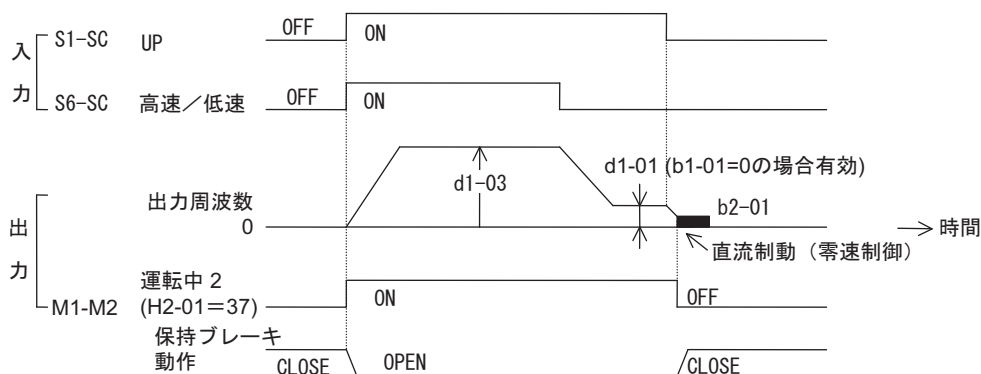 入力
S1-SC UP OFF ON
S6-SC 高速／低速 OFF ON
d1-03
d1-01 (b1-01=0の場合有効)
出力周波数
0
b2-01
時間
直流制動（零速制御）
出力
M1-M2
運転中 2
(H2-01＝37)
ON OFF
保持ブレーキ
動作
CLOSE OPEN CLOSE